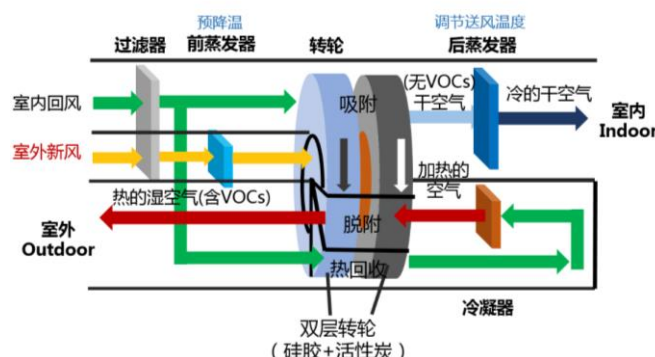 预降温
调节送风温度
过滤器
前蒸发器
转轮
后蒸发器
室内回风
吸附
(无VOCs)
干空气
冷的干空气
室内
Indoor
室外新风
加热的
空气
热的湿空气(含VOCs)
室外
Outdoor
脱附
热回收
冷凝器
双层转轮
(硅胶+活性炭)